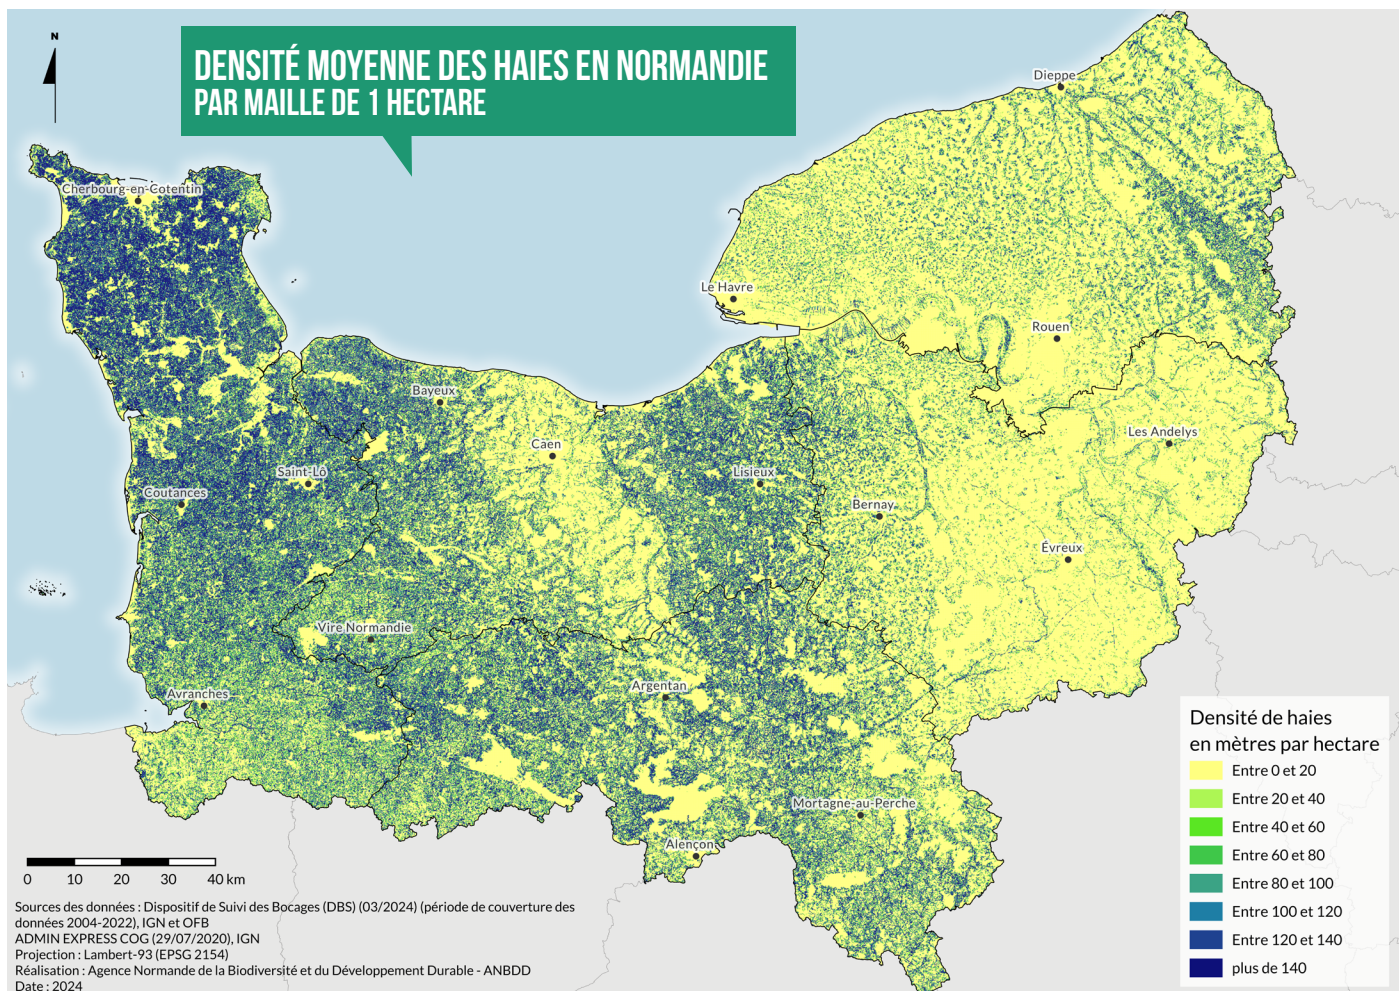 DENSITÉ MOYENNE DES HAIES EN NORMANDIE
PAR MAILLE DE 1 HECTARE
N
Dieppe
Cherbourg-en-Cotentin
Le Havre
Rouen
Bayeux
Caen
Les Andelys
Saint-Lô
Lisieux
Coutances
Bernay
Évreux
Vire Normandie
Argentan
Avranches
Mortagne-au-Perche
Alençon
Densité de haies
en mètres par hectare
Entre 0 et 20
Entre 20 et 40
Entre 40 et 60
Entre 60 et 80
Entre 80 et 100
Entre 100 et 120
Entre 120 et 140
plus de 140
0 10 20 30 40 km
Sources des données : Dispositif de Suivi des Bocages (DBS) (03/2024) (période de couverture des
données 2004-2022), IGN et OFB
ADMIN EXPRESS COG (29/07/2020), IGN
Projection : Lambert-93 (EPSG 2154)
Réalisation : Agence Normande de la Biodiversité et du Développement Durable - ANBDD
Date : 2024